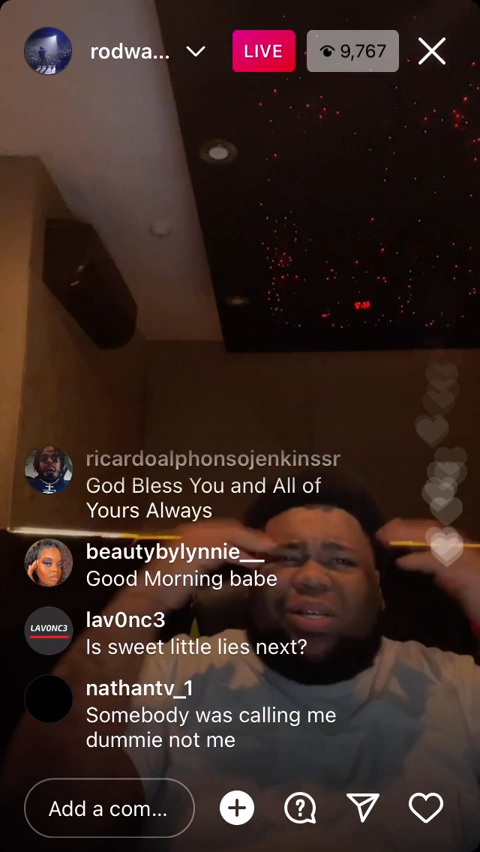 rodwa...
LIVE
9,767
ricardoalphonsojenkinssr
God Bless You and All of
Yours Always
beautybylynnie__
Good Morning babe
LAV0NC3
lav0nc3
Is sweet little lies next?
nathantv_1
Somebody was calling me
dummie not me
Add a com...